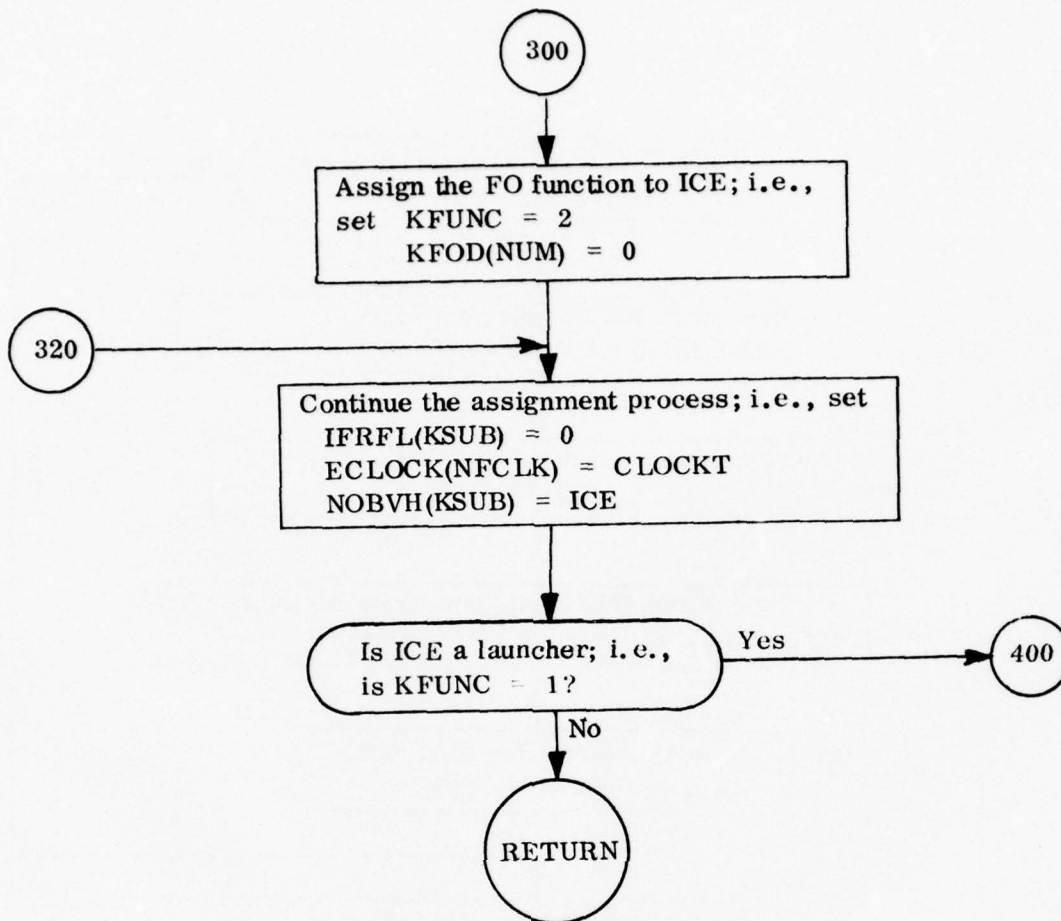 300
Assign the FO function to ICE; i.e.,
set KFUNC = 2
KFOD(NUM) = 0
320
Continue the assignment process; i.e., set
IFRFL(KSUB) = 0
ECLOCK(NFCLK) = CLOCKT
NOBVH(KSUB) = ICE
Is ICE a launcher; i.e.,
is KFUNC = 1?
Yes
400
No
RETURN